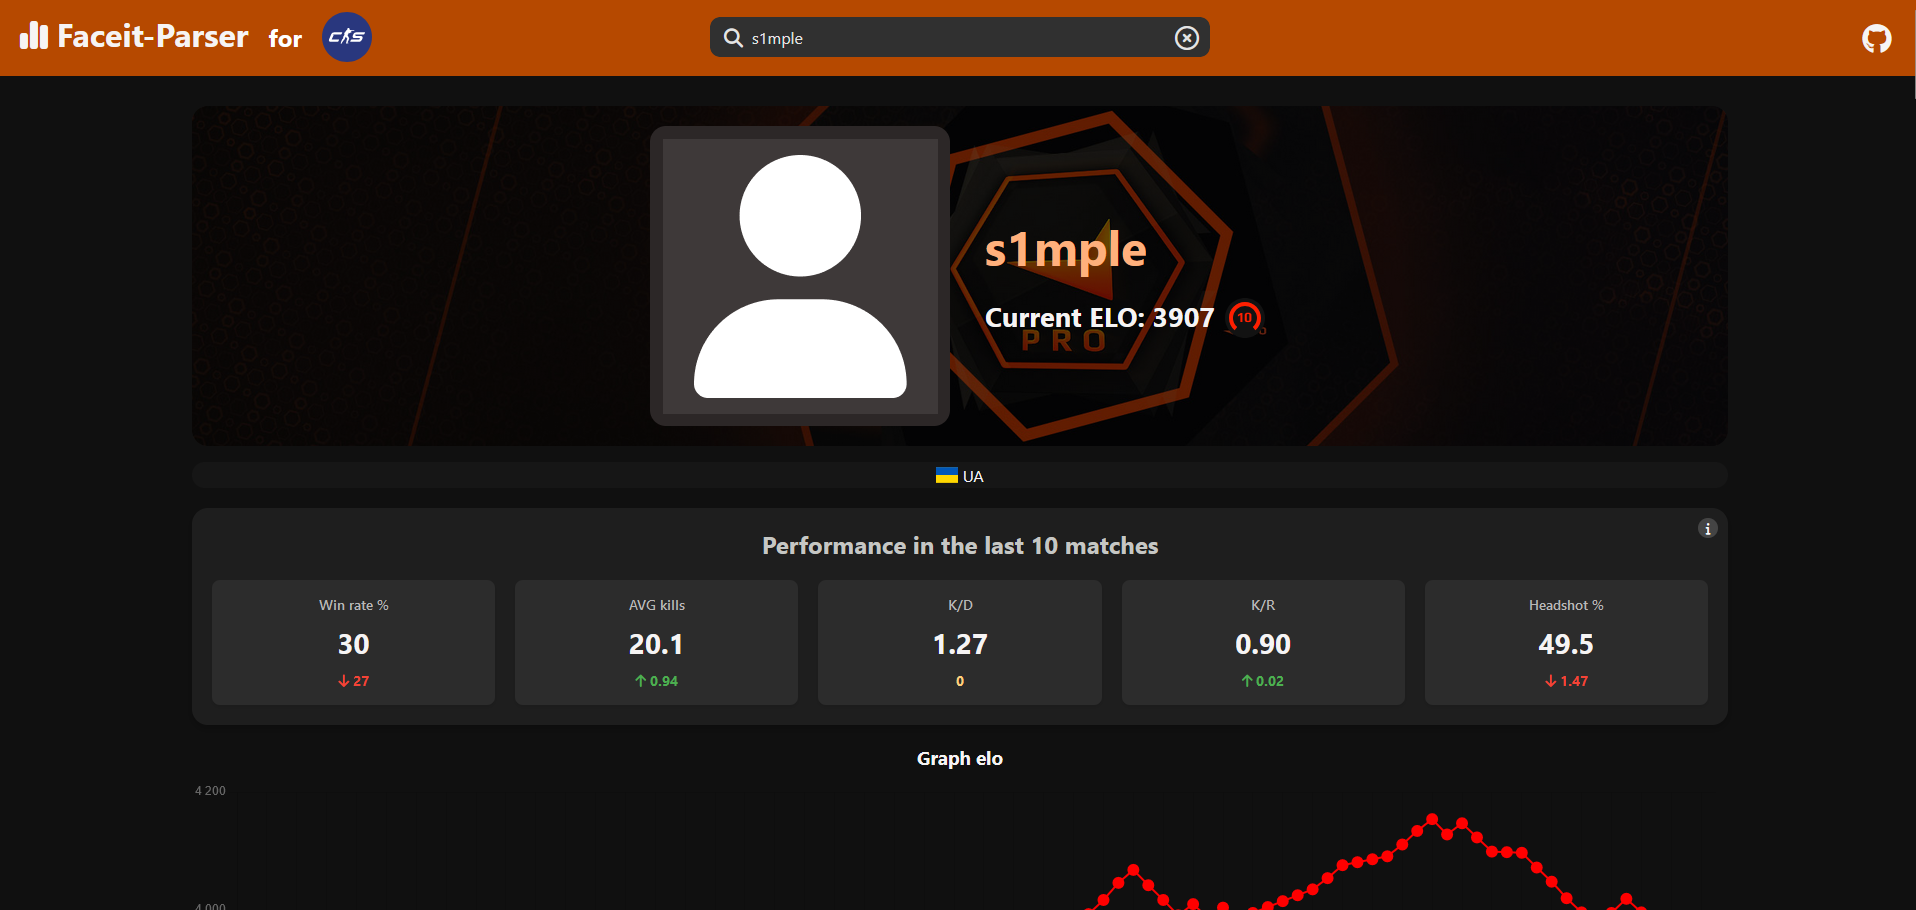 Faceit-Parser for CS
s1mple
s1mple
Current ELO: 3907 10
PRO
UA
Performance in the last 10 matches
Win rate %
30
27
AVG kills
20.1
0.94
K/D
1.27
0
K/R
0.90
0.02
Headshot %
49.5
1.47
Graph elo
4 200
4 000